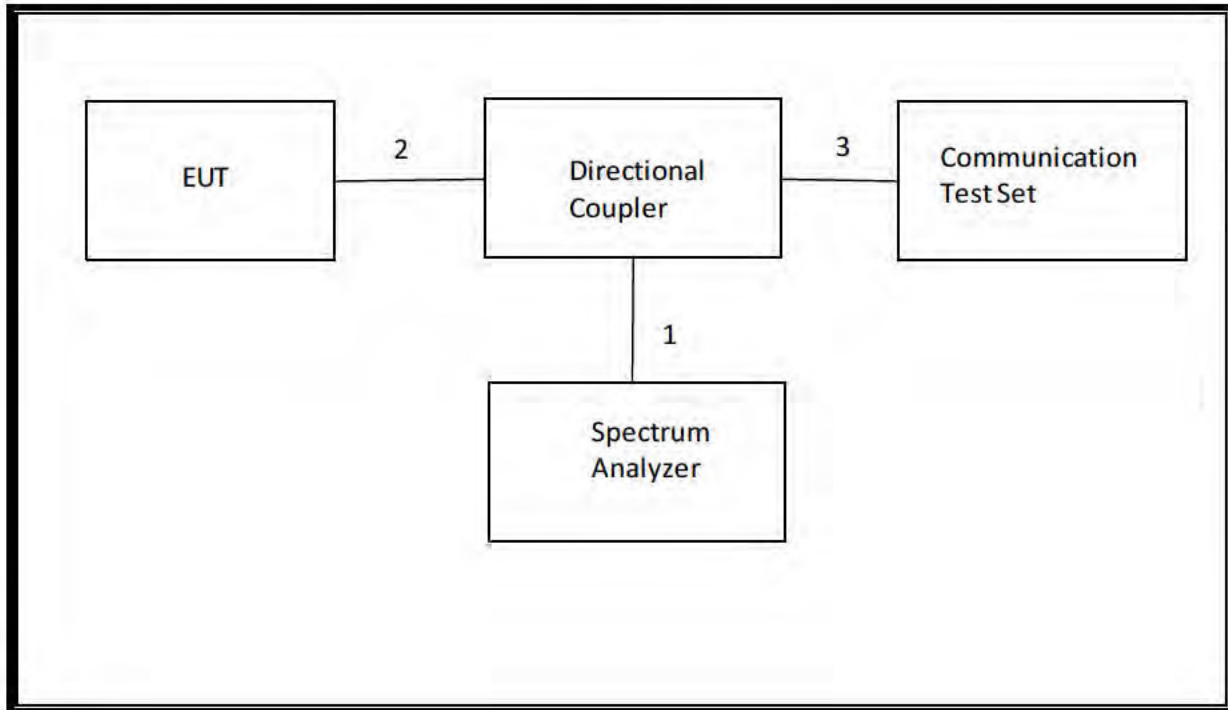 EUT
2
Directional
Coupler
3
Communication
Test Set
1
Spectrum
Analyzer